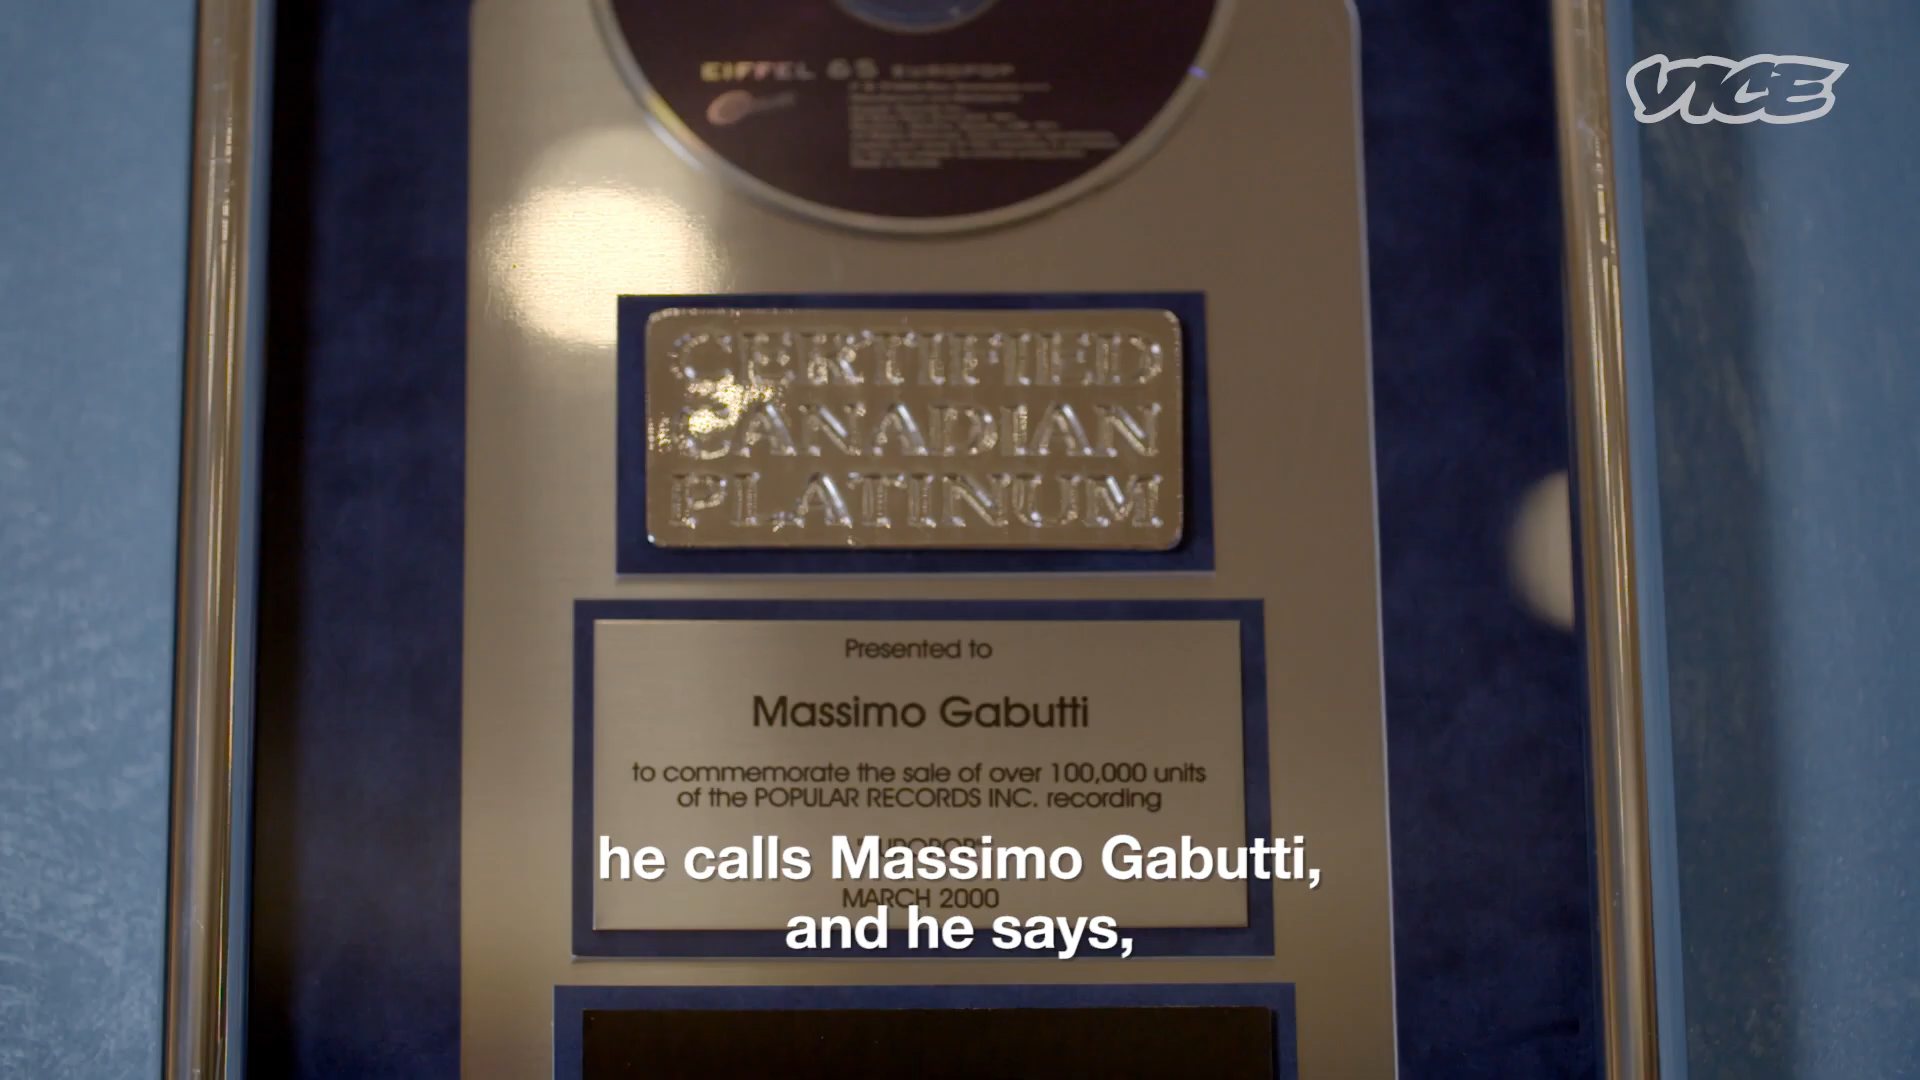 VICE
EIFFEL 65 EUROPOP
CERTIFIED
CANADIAN
PLATINUM
Presented to
Massimo Gabutti
to commemorate the sale of over 100,000 units
of the POPULAR RECORDS INC. recording
he calls Massimo Gabutti,
MARCH 2000
and he says,